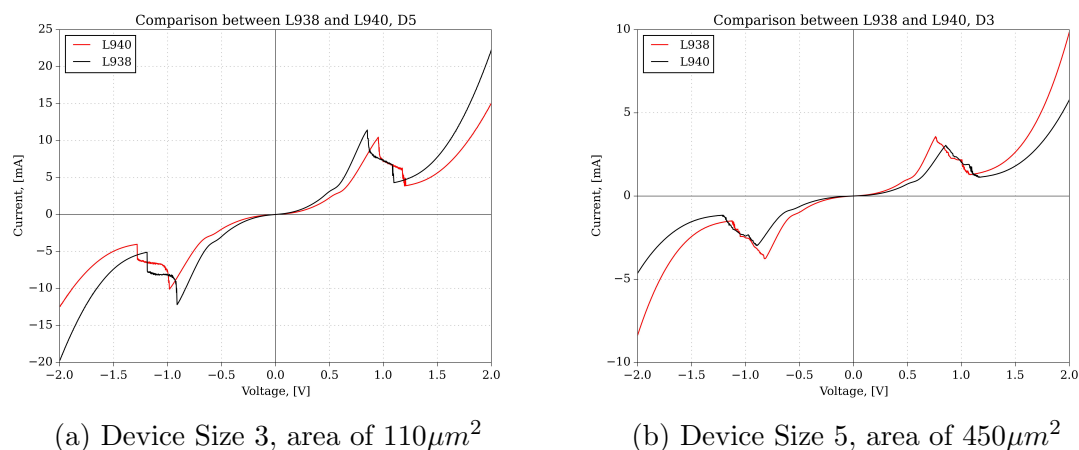 Comparison between L938 and L940, D5
L940
L938
25
20
15
10
5
0
−5
−10
−15
−20
−2.0 −1.5 −1.0 −0.5 0.0 0.5 1.0 1.5 2.0
Current, [mA]
Voltage, [V]
(a) Device Size 3, area of 110μm²
Comparison between L938 and L940, D3
L938
L940
10
5
0
−5
−10
−2.0 −1.5 −1.0 −0.5 0.0 0.5 1.0 1.5 2.0
Current, [mA]
Voltage, [V]
(b) Device Size 5, area of 450μm²